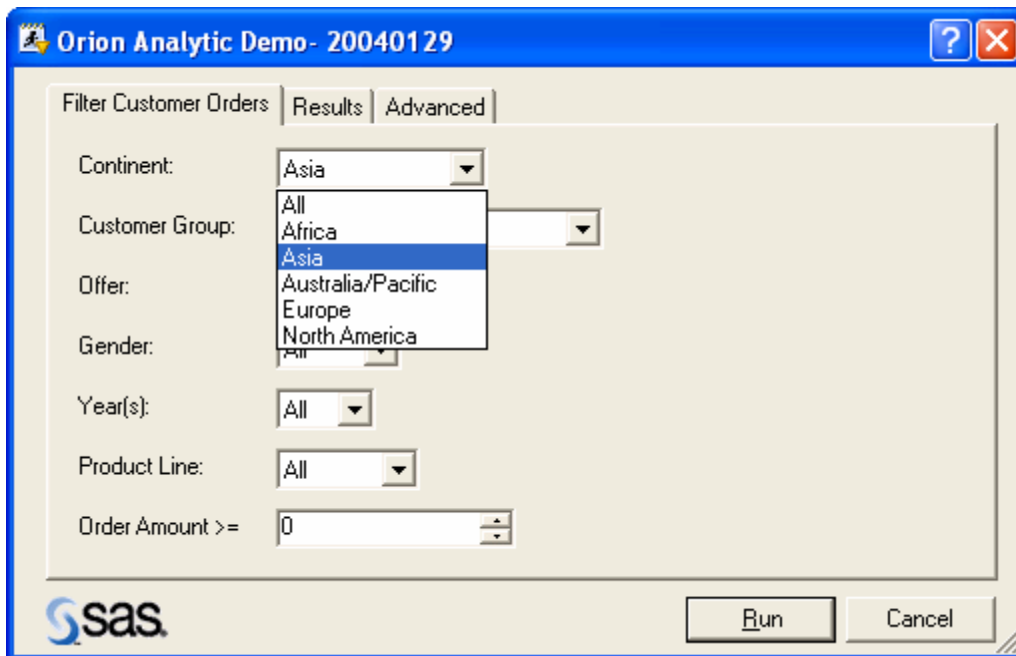 Orion Analytic Demo- 20040129
?
Filter Customer Orders Results Advanced
Continent: Asia
All
Africa
Customer Group:
Asia
Australia/Pacific
Offer:
Europe
North America
Gender: All
Year(s): All
Product Line: All
Order Amount >= 0
sas. Run Cancel